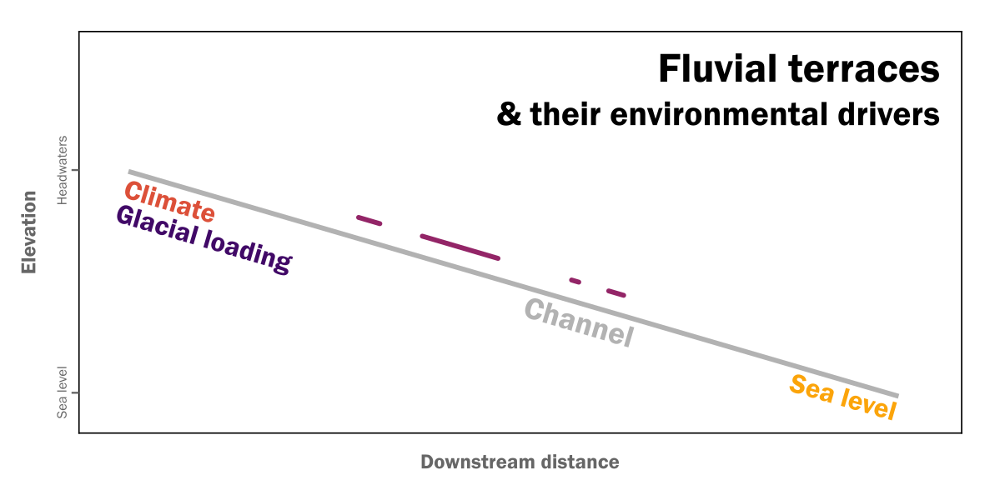 Fluvial terraces
& their environmental drivers
Headwaters
Elevation
Sea level
Climate
Glacial loading
Channel
Sea level
Downstream distance